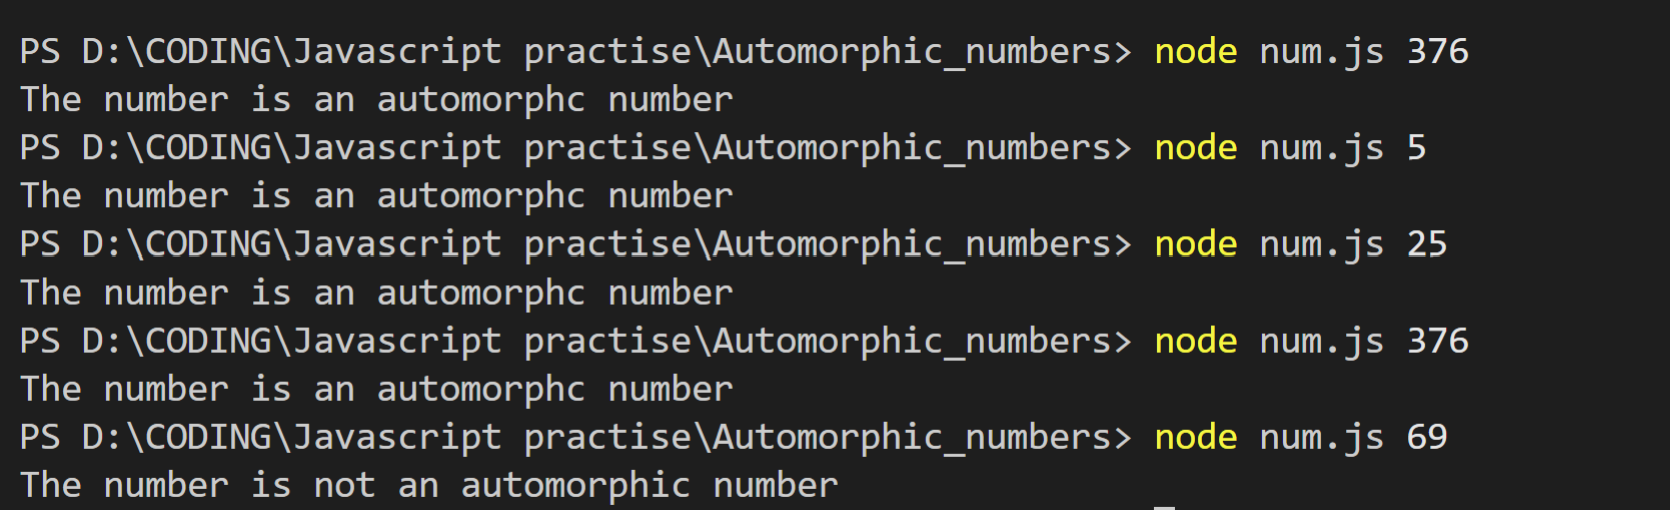 PS D:\CODING\Javascript practise\Automorphic_numbers> node num.js 376
The number is an automorphc number
PS D:\CODING\Javascript practise\Automorphic_numbers> node num.js 5
The number is an automorphc number
PS D:\CODING\Javascript practise\Automorphic_numbers> node num.js 25
The number is an automorphc number
PS D:\CODING\Javascript practise\Automorphic_numbers> node num.js 376
The number is an automorphc number
PS D:\CODING\Javascript practise\Automorphic_numbers> node num.js 69
The number is not an automorphic number